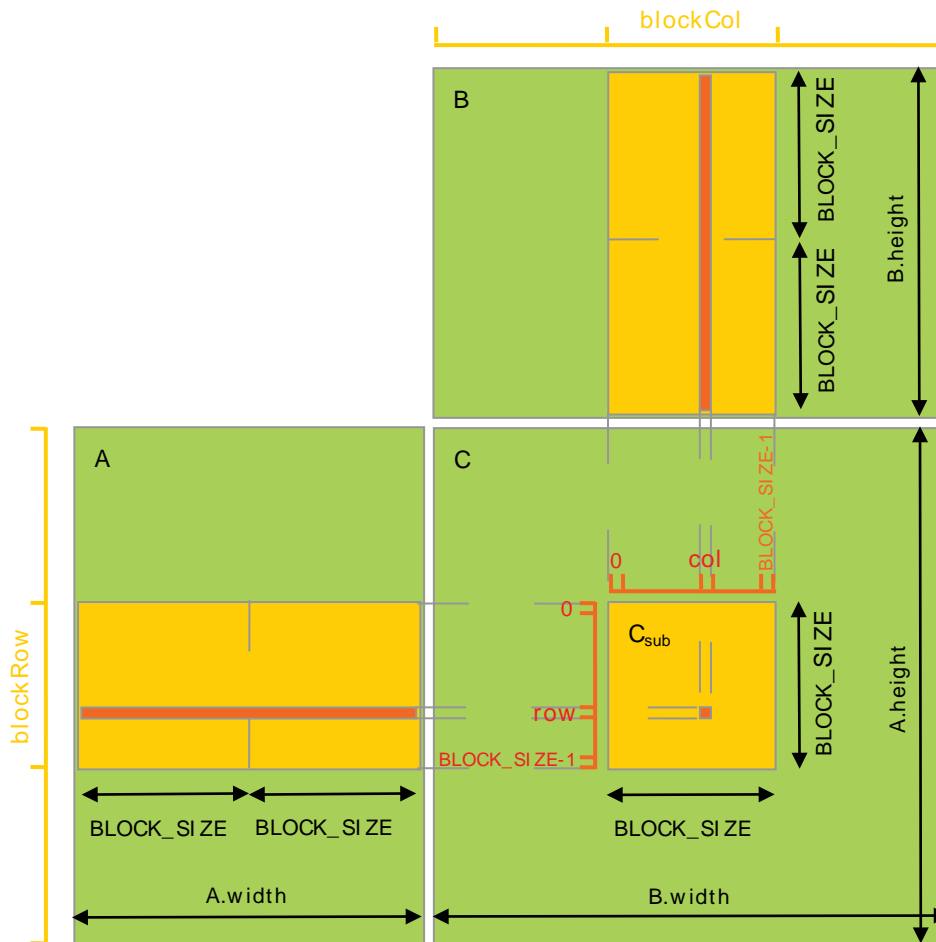 blockCol
B
BLOCK_SIZE
B.height
BLOCK_SIZE
A
C
BLOCK_SIZE-1
0
col
blockRow
0
Csub
BLOCK_SIZE
A.height
row
BLOCK_SIZE-1
BLOCK_SIZE
BLOCK_SIZE
BLOCK_SIZE
A.width
B.width